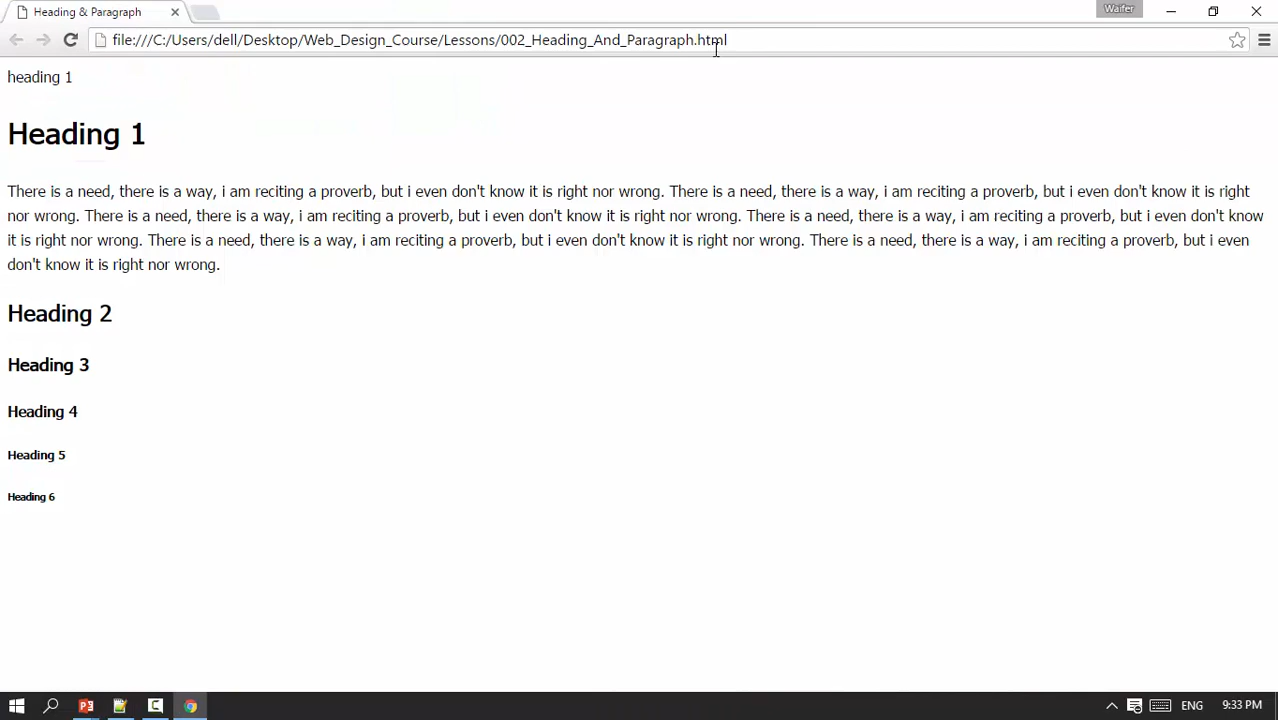 Heading & Paragraph
Waifer
file:///C:/Users/dell/Desktop/Web_Design_Course/Lessons/002_Heading_And_Paragraph.html
heading 1
Heading 1
There is a need, there is a way, i am reciting a proverb, but i even don't know it is right nor wrong. There is a need, there is a way, i am reciting a proverb, but i even don't know it is right
nor wrong. There is a need, there is a way, i am reciting a proverb, but i even don't know it is right nor wrong. There is a need, there is a way, i am reciting a proverb, but i even don't know
it is right nor wrong. There is a need, there is a way, i am reciting a proverb, but i even don't know it is right nor wrong. There is a need, there is a way, i am reciting a proverb, but i even
don't know it is right nor wrong.
Heading 2
Heading 3
Heading 4
Heading 5
Heading 6
ENG
9:33 PM